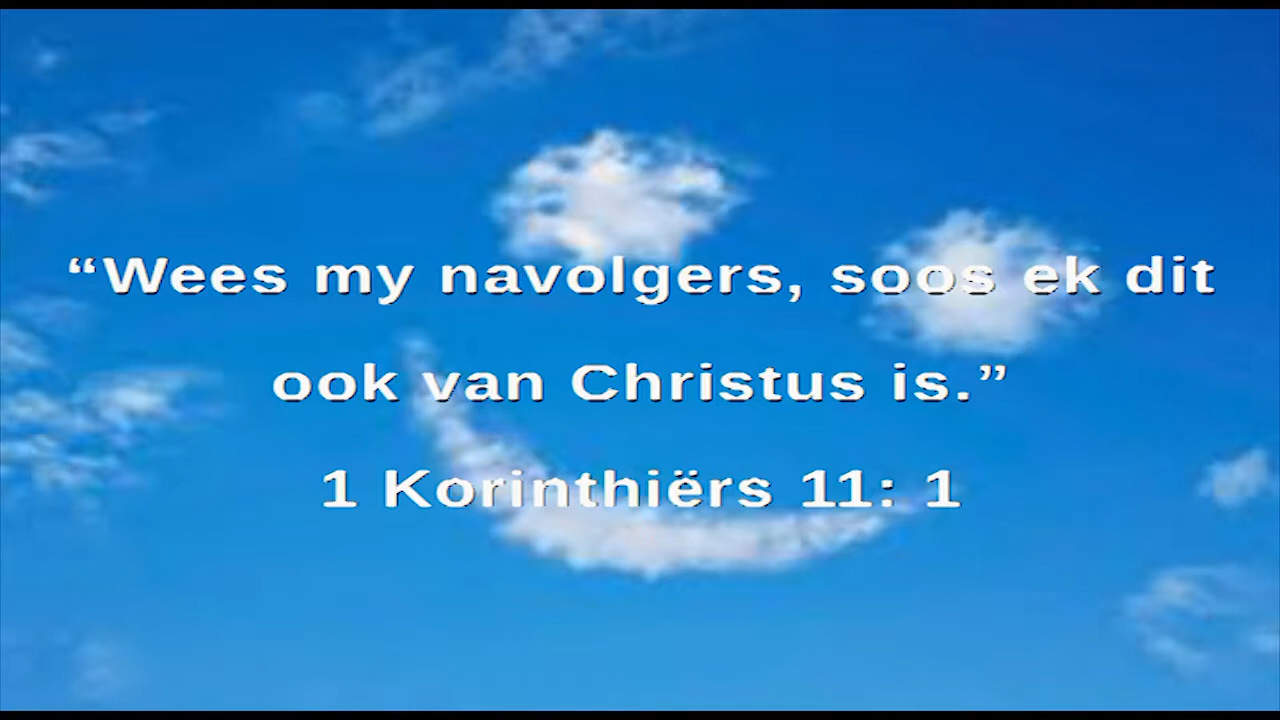 “Wees my navolgers, soos ek dit
ook van Christus is.”
1 Korinthiërs 11: 1